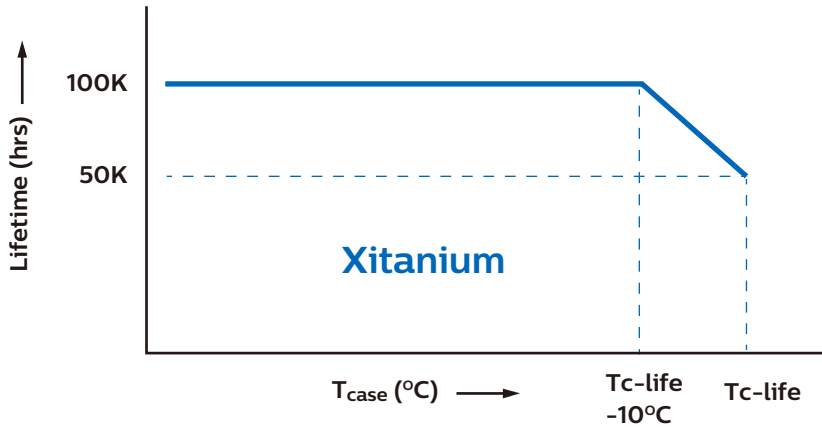 Lifetime (hrs)
100K
50K
Xitanium
Tcase (ºC)
Tc-life
-10ºC
Tc-life